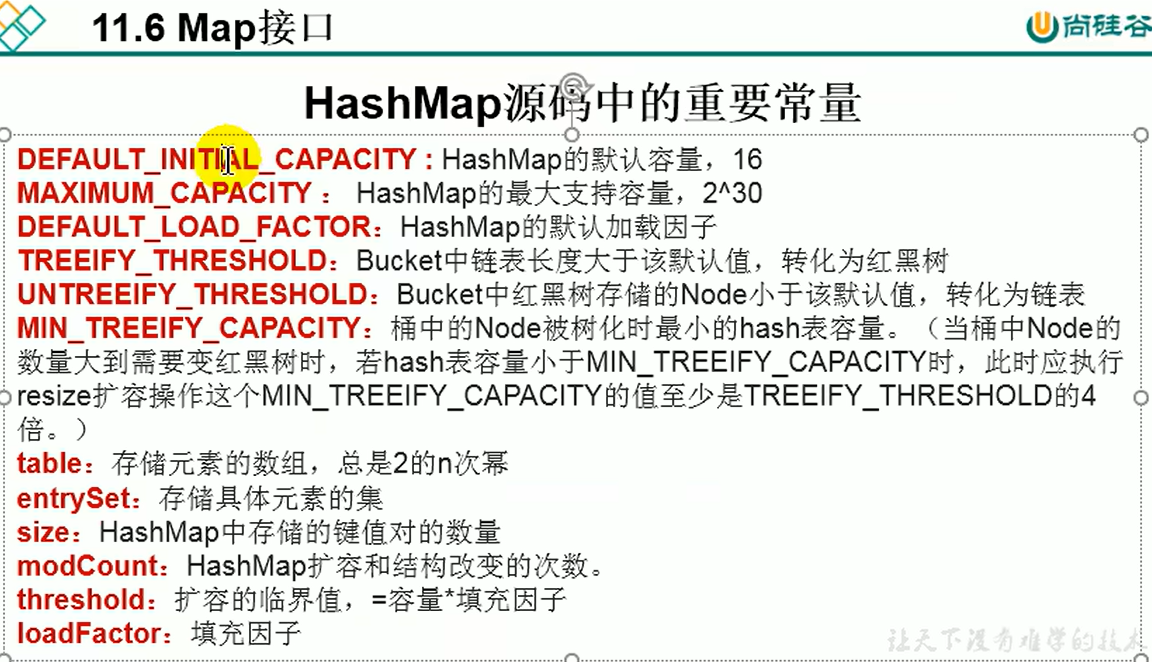 11.6 Map接口
尚硅谷
HashMap源码中的重要常量
DEFAULT_INITIAL_CAPACITY : HashMap的默认容量，16
MAXIMUM_CAPACITY ： HashMap的最大支持容量，2^30
DEFAULT_LOAD_FACTOR：HashMap的默认加载因子
TREEIFY_THRESHOLD：Bucket中链表长度大于该默认值，转化为红黑树
UNTREEIFY_THRESHOLD：Bucket中红黑树存储的Node小于该默认值，转化为链表
MIN_TREEIFY_CAPACITY：桶中的Node被树化时最小的hash表容量。（当桶中Node的
数量大到需要变红黑树时，若hash表容量小于MIN_TREEIFY_CAPACITY时，此时应执行
resize扩容操作这个MIN_TREEIFY_CAPACITY的值至少是TREEIFY_THRESHOLD的4
倍。）
table：存储元素的数组，总是2的n次幂
entrySet：存储具体元素的集
size：HashMap中存储的键值对的数量
modCount：HashMap扩容和结构改变的次数。
threshold：扩容的临界值，=容量*填充因子
loadFactor：填充因子
让天下没有难学的技术